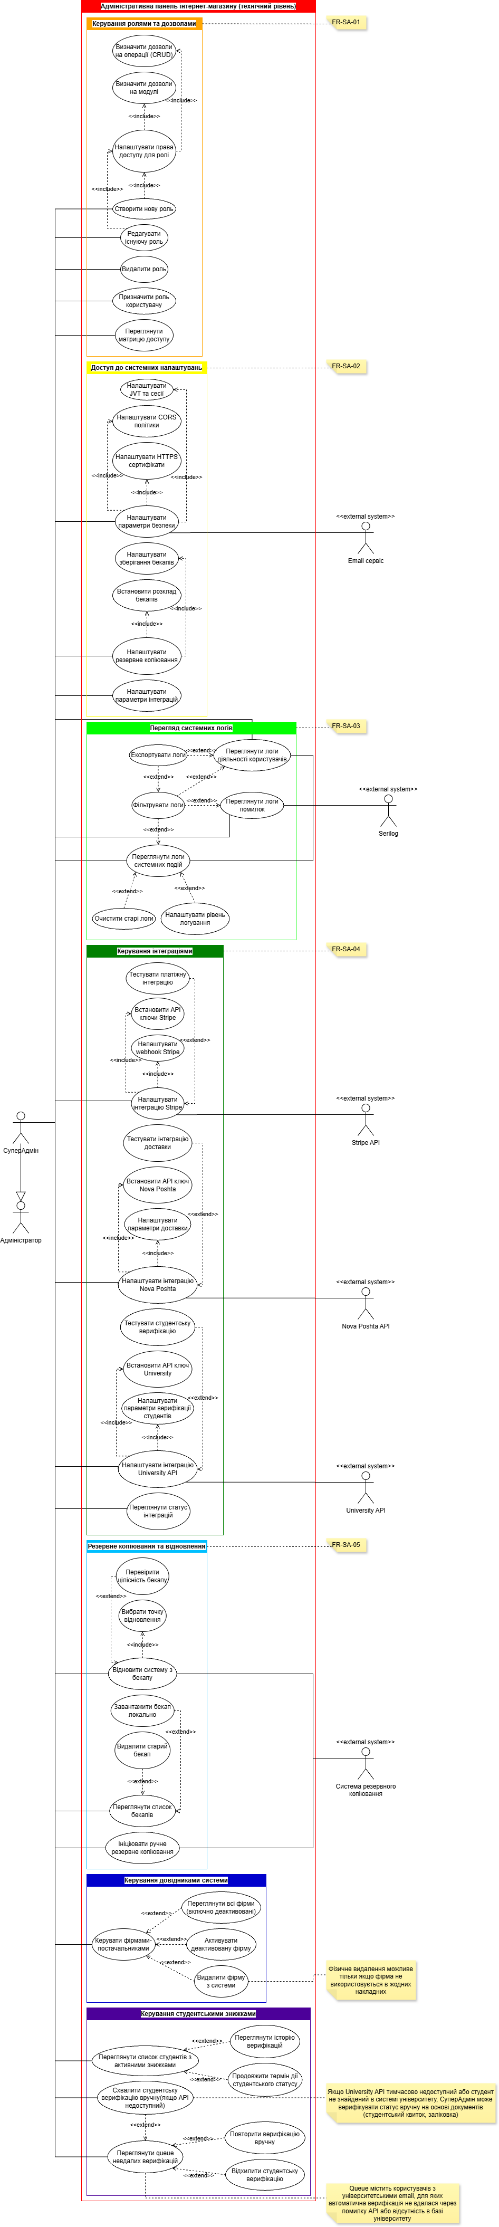 Адміністративна панель інтернет-магазину (технічний рівень)
Керування ролями та дозволами
FR-SA-01
Визначити дозволи
на операції (CRUD)
Визначити дозволи
на модулі
<<include>>
<<include>>
Налаштувати права
доступу для ролі
<<include>>
<<include>>
Створити нову роль
Редагувати
існуючу роль
Видалити роль
Призначити роль
користувачу
Переглянути
матрицю доступу
Доступ до системних налаштувань
FR-SA-02
Налаштувати
JVT та сесії
Налаштувати CORS
політики
Налаштувати HTTPS
сертифікати
<<include>>
<<include>>
<<include>>
Налаштувати
параметри безпеки
<<external system>>
Email сервіс
Налаштувати
зберігання бекапів
Встановити розклад
бекапів
<<include>>
<<include>>
Налаштувати
резервне копіювання
Налаштувати
параметри інтеграцій
Перегляд системних логів
FR-SA-03
Експортувати логи
<<extend>>
Переглянути логи
діяльності користувачів
<<extend>>
<<extend>>
Фільтрувати логи
<<extend>>
Переглянути логи
помилок
<<external system>>
Serilog
<<extend>>
Переглянути логи
системних подій
<<extend>>
<<extend>>
Очистити старі логи
Налаштувати рівень
логування
Керування інтеграціями
FR-SA-04
Тестувати платіжну
інтеграцію
Встановити API
ключи Stripe
Налаштувати
webhook Stripe
<<extend>>
<<include>>
<<include>>
Налаштувати
інтеграцію Stripe
<<external system>>
Stripe API
СуперАдмін
Адміністратор
Тестувати інтеграцію
доставки
Встановити API ключ
Nova Poshta
Налаштувати
параметри доставки
<<extend>>
<<include>>
<<include>>
Налаштувати інтеграцію
Nova Poshta
<<external system>>
Nova Poshta API
Тестувати студентську
верифікацію
Встановити API ключ
University
Налаштувати
параметри верифікації
студентів
<<extend>>
<<include>>
<<include>>
Налаштувати інтеграцію
University API
<<external system>>
University API
Переглянути статус
інтеграцій
Резервне копіювання та відновлення
FR-SA-05
Перевірити
цілісність бекапу
<<extend>>
Вибрати точку
відновлення
<<include>>
Відновити систему з
бекапу
Завантажити бекап
локально
<<extend>>
Видалити старий
бекап
<<extend>>
Переглянути список
бекапів
<<external system>>
Система резервного
копіювання
Ініціювати ручне
резервне копіювання
Керування довідниками системи
Переглянути всі фірми
(включно деактивовані)
<<extend>>
Керувати фірмами-
постачальниками
<<extend>>
Активувати
деактивовану фірму
<<extend>>
Видалити фірму
з системи
Фізичне видалення можливе
тільки якщо фірма не
використовується в жодних
накладних
Керування студентськими знижками
Переглянути історію
верифікацій
<<extend>>
Переглянути список студентів з
активними знижками
<<extend>>
Продовжити термін дії
студентського статусу
Схвалити студентську
верифікацію вручну(якщо API
недоступний)
Якщо University API тимчасово недоступний або студент
не знайдений в системі університету, СуперАдмін може
верифікувати статус вручну на основі документів
(студентський квиток, заліковка)
<<extend>>
Повторити верифікацію
вручну
<<extend>>
Переглянути queue
невдалих верифікацій
<<extend>>
Відхилити студентську
верифікацію
Queue містить користувачів з
університетськими email, для яких
автоматична верифікація не вдалася через
помилку API або відсутність в базі
університету